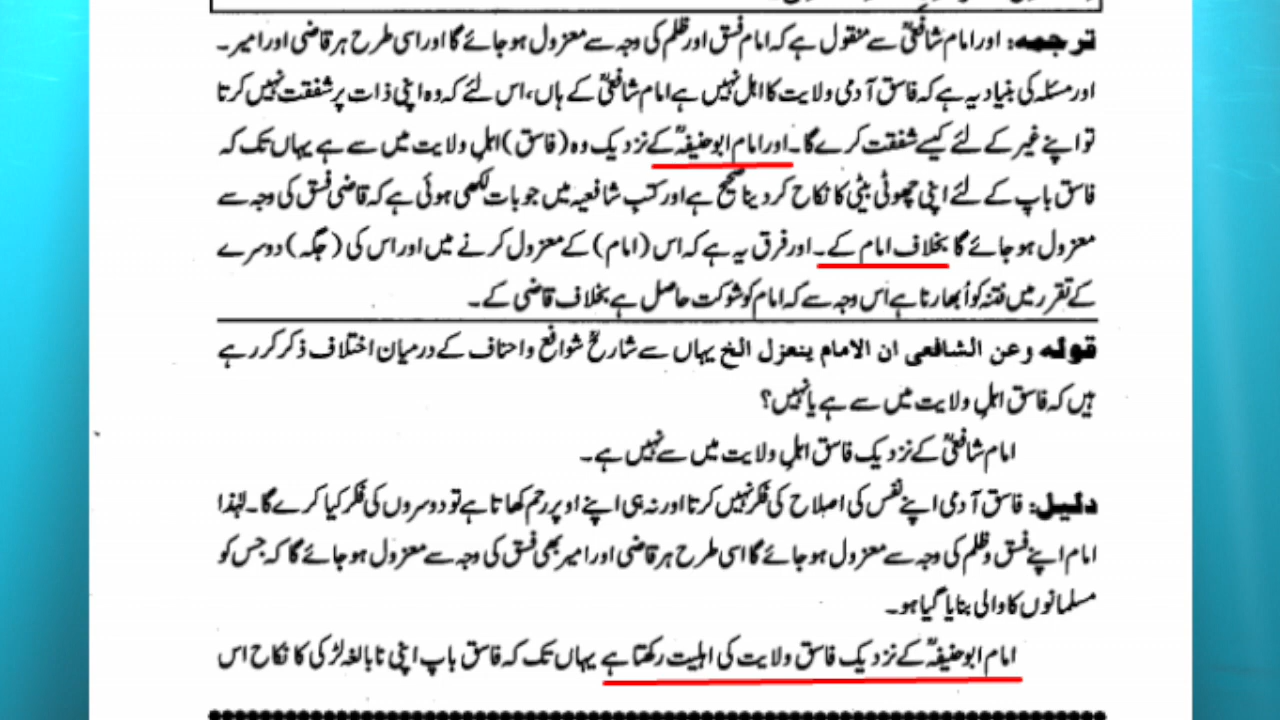 ترجمہ: اور امام شافعیؒ سے منقول ہے کہ امام فسق اور ظلم کی وجہ سے معزول ہو جائے گا اور اسی طرح ہر قاضی اور امیر۔
اور مسئلہ کی بنیاد یہ ہے کہ فاسق آدمی ولایت کا اہل نہیں ہے امام شافعیؒ کے ہاں، اس لئے کہ وہ اپنی ذات پر شفقت نہیں کرتا
تو اپنے غیر کے لئے کیسے شفقت کرے گا۔ اور امام ابوحنیفہؒ کے نزدیک وہ (فاسق) اہلِ ولایت میں سے ہے یہاں تک کہ
فاسق باپ کے لئے اپنی چھوٹی بیٹی کا نکاح کر دینا صحیح ہے اور کتبِ شافعیہ میں جو بات لکھی ہوئی ہے کہ قاضی فسق کی وجہ سے
معزول ہو جائے گا بخلاف امام کے۔ اور فرق یہ ہے کہ اس (امام) کے معزول کرنے میں اور اس کی (جگہ) دوسرے
کے تقرر میں فتنہ کو اُبھارنا ہے اس وجہ سے کہ امام کو شوکت حاصل ہے بخلاف قاضی کے۔
قولہ وعن الشافعی ان الامام ینعزل الخ یہاں سے شارحؒ شوافع و احناف کے درمیان اختلاف ذکر کر رہے
ہیں کہ فاسق اہلِ ولایت میں سے ہے یا نہیں؟
امام شافعیؒ کے نزدیک فاسق اہلِ ولایت میں سے نہیں ہے۔
دلیل: فاسق آدمی اپنے نفس کی اصلاح کی فکر نہیں کرتا اور نہ ہی اپنے اوپر رحم کھاتا ہے تو دوسروں کی فکر کیا کرے گا۔ لہٰذا
امام اپنے فسق و ظلم کی وجہ سے معزول ہو جائے گا اسی طرح ہر قاضی اور امیر بھی فسق کی وجہ سے معزول ہو جائے گا کہ جس کو
مسلمانوں کا والی بنایا گیا ہو۔
امام ابوحنیفہؒ کے نزدیک فاسق ولایت کی اہلیت رکھتا ہے یہاں تک کہ فاسق باپ اپنی نابالغہ لڑکی کا نکاح اس